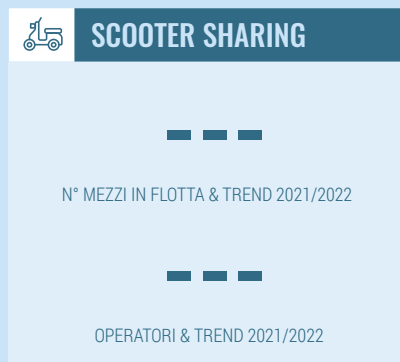 SCOOTER SHARING
---
N° MEZZI IN FLOTTA & TREND 2021/2022
---
OPERATORI & TREND 2021/2022